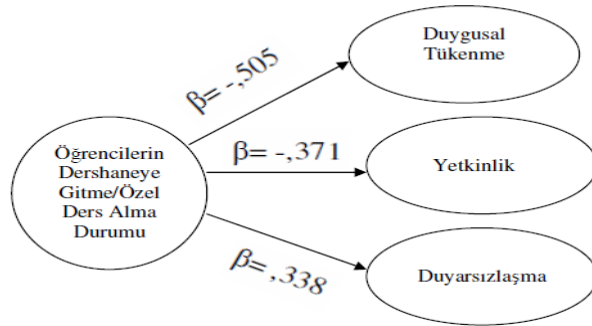 Duygusal
Tükenme
β= -,505
Öğrencilerin
Dershaneye
Gitme/Özel
Ders Alma
Durumu
β= -,371
Yetkinlik
β= ,338
Duyarsızlaşma